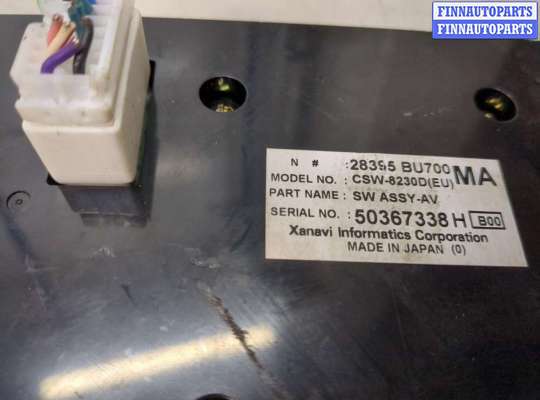 FINNAUTOPARTS
FINNAUTOPARTS
N # :28395 BU700 MA
MODEL NO. : CSW-8230D(EU)
PART NAME : SW ASSY-AV
SERIAL NO. : 50367338 H B00
Xanavi Informatics Corporation
MADE IN JAPAN (0)